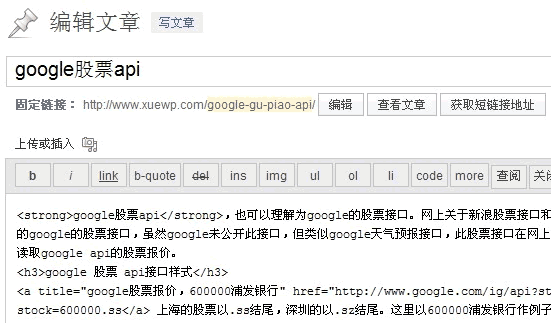 编辑文章 写文章
google股票api
固定链接： http://www.xuewp.com/google-gu-piao-api/ 编辑 查看文章 获取短链接地址
上传或插入
b i link b-quote del ins img ul ol li code more 查阅 关闭
<strong>google股票api</strong>，也可以理解为google的股票接口。网上关于新浪股票接口和
的google的股票接口，虽然google未公开此接口，但类似google天气预报接口，此股票接口在网上
读取google api的股票报价。
<h3>google 股票 api接口样式</h3>
<a title="google股票报价，600000浦发银行" href="http://www.google.com/ig/api?st
stock=600000.ss</a> 上海的股票以.ss结尾，深圳的以.sz结尾。这里以600000浦发银行作例子